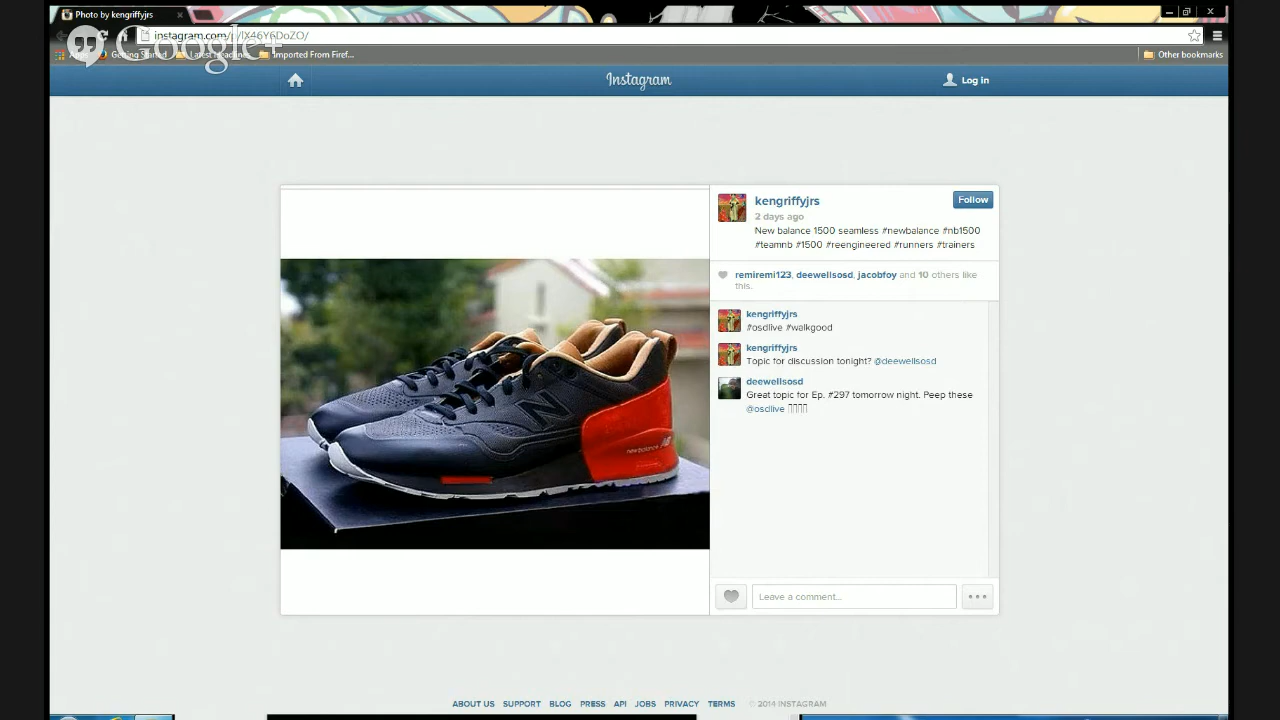 Photo by kengriffyjrs
Google+
instagram.com/p/lX46Y6DoZO/
Getting Started
Imported From Firef...
Other bookmarks
Instagram
Log in
kengriffyjrs
Follow
2 days ago
New balance 1500 seamless #newbalance #nb1500
#teamnb #1500 #reengineered #runners #trainers
remiremi123, deewellsosd, jacobfoy and 10 others like
this.
kengriffyjrs
#osdlive #walkgood
kengriffyjrs
Topic for discussion tonight? @deewellsosd
deewellsosd
Great topic for Ep. #297 tomorrow night. Peep these
@osdlive
new balance
Leave a comment...
ABOUT US SUPPORT BLOG PRESS API JOBS PRIVACY TERMS © 2014 INSTAGRAM